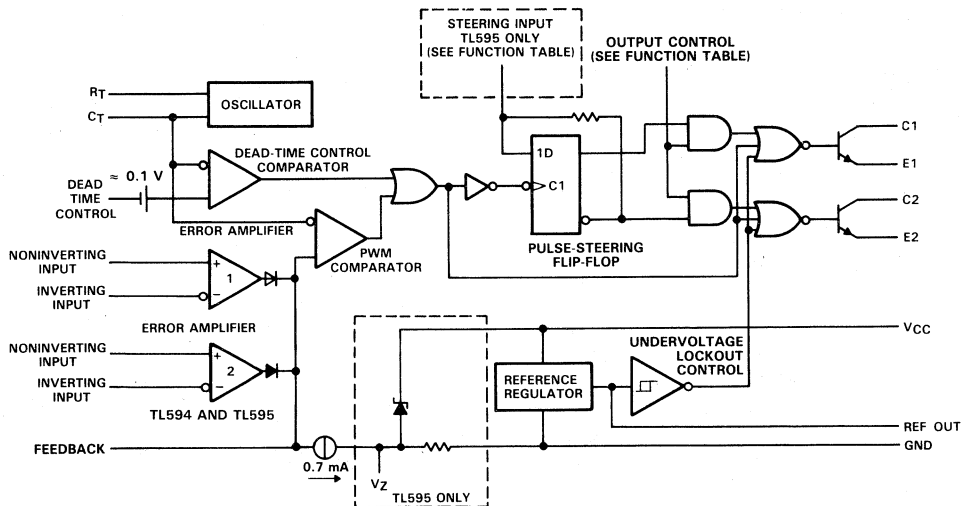 STEERING INPUT
TL595 ONLY
(SEE FUNCTION TABLE)
OUTPUT CONTROL
(SEE FUNCTION TABLE)
RT
OSCILLATOR
CT
DEAD-TIME CONTROL
COMPARATOR
≈ 0.1 V
DEAD
TIME
CONTROL
1D
C1
PULSE-STEERING
FLIP-FLOP
C1
E1
C2
E2
ERROR AMPLIFIER
PWM
COMPARATOR
NONINVERTING
INPUT
+
1
INVERTING
INPUT
−
ERROR AMPLIFIER
NONINVERTING
INPUT
+
2
INVERTING
INPUT
−
TL594 AND TL595
VCC
UNDERVOLTAGE
LOCKOUT
CONTROL
REFERENCE
REGULATOR
REF OUT
FEEDBACK
GND
0.7 mA
VZ
TL595 ONLY